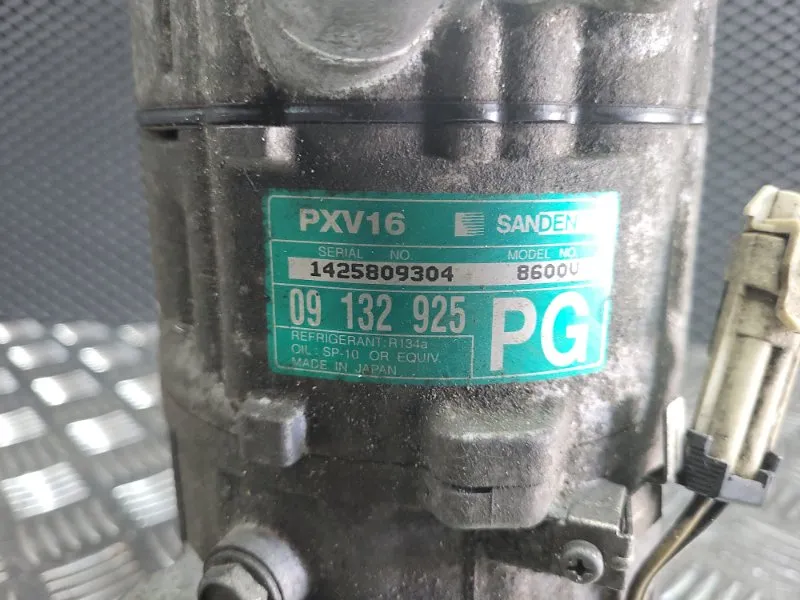 PXV16 SANDEN
SERIAL NO. MODEL NO.
1425809304 8600U
09 132 925 PG
REFRIGERANT: R134a
OIL: SP-10 OR EQUIV.
MADE IN JAPAN